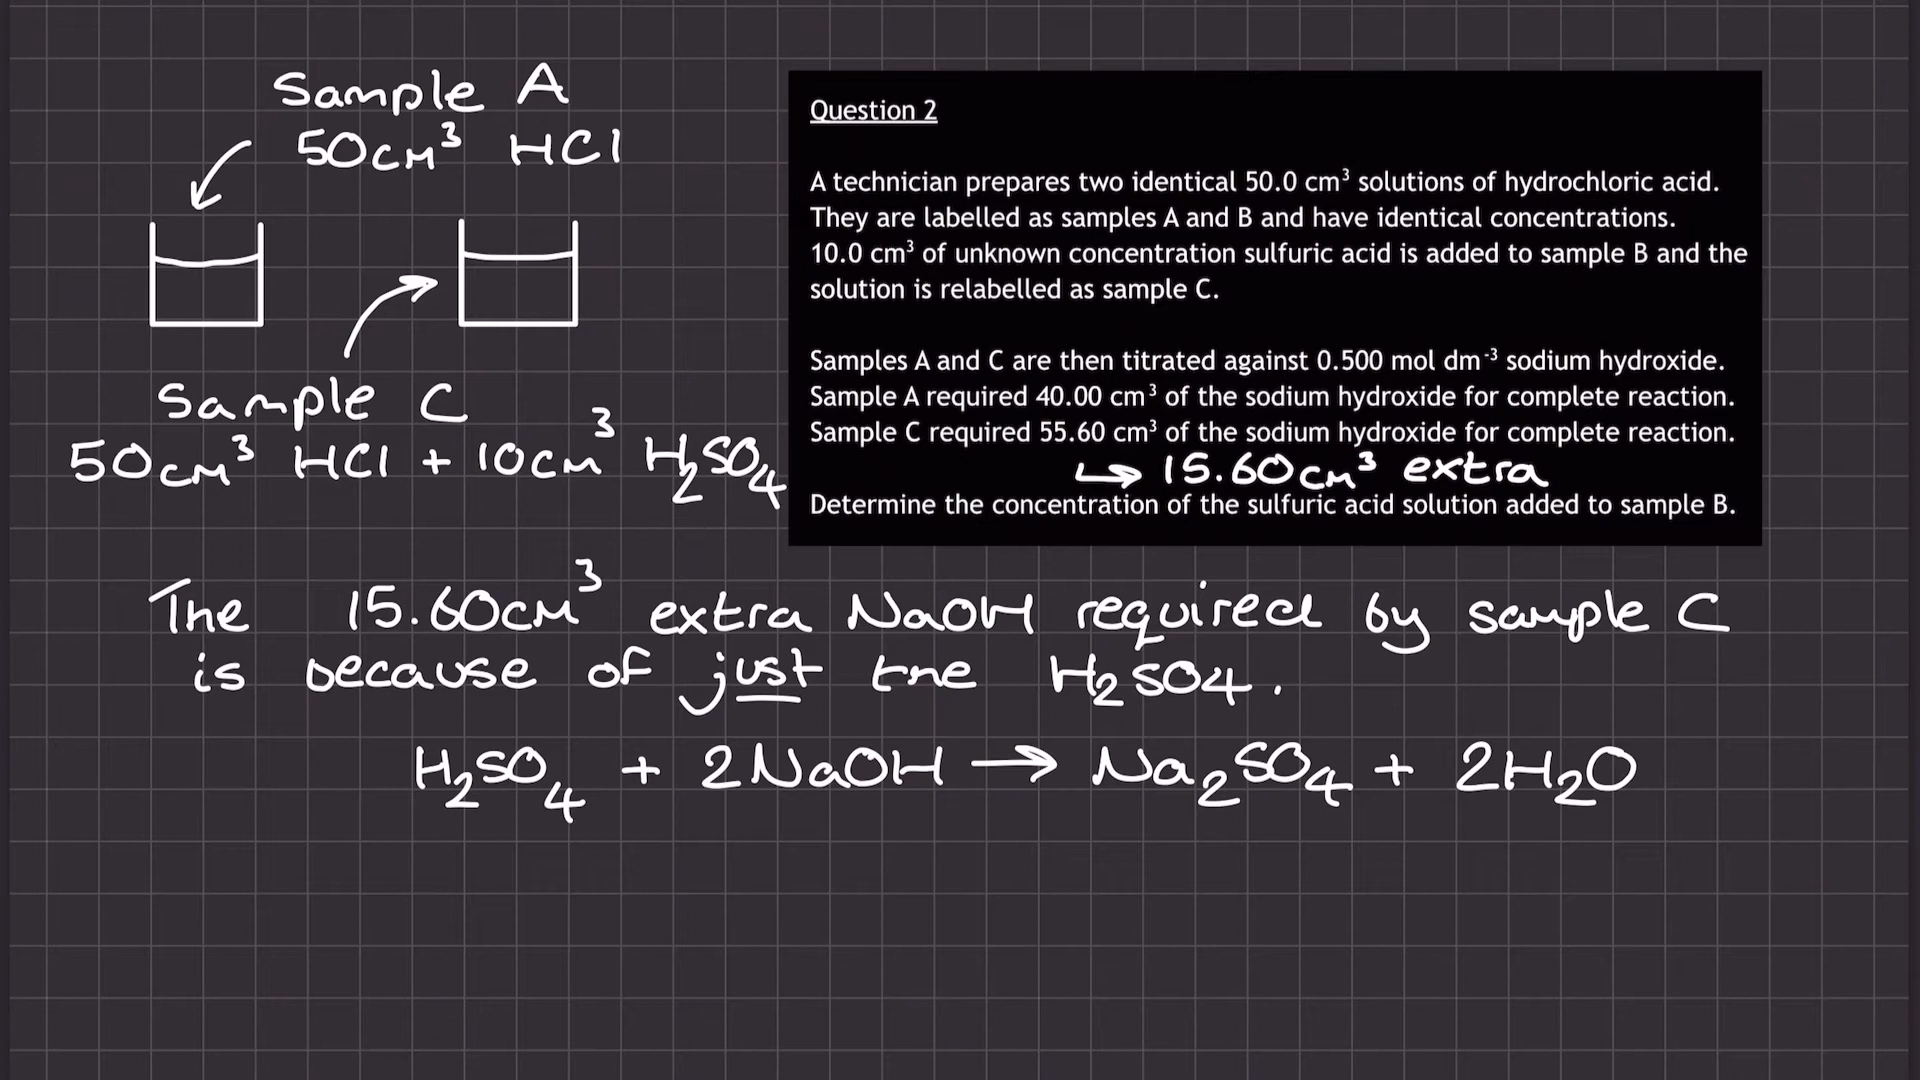 Sample A
50cm³ HCl
Sample C
50cm³ HCl + 10cm³ H₂SO₄
Question 2
A technician prepares two identical 50.0 cm³ solutions of hydrochloric acid.
They are labelled as samples A and B and have identical concentrations.
10.0 cm³ of unknown concentration sulfuric acid is added to sample B and the
solution is relabelled as sample C.
Samples A and C are then titrated against 0.500 mol dm⁻³ sodium hydroxide.
Sample A required 40.00 cm³ of the sodium hydroxide for complete reaction.
Sample C required 55.60 cm³ of the sodium hydroxide for complete reaction.
↳ 15.60cm³ extra
Determine the concentration of the sulfuric acid solution added to sample B.
The 15.60cm³ extra NaOH required by sample C
is because of just the H₂SO4.
H₂SO₄ + 2NaOH → Na₂SO₄ + 2H₂O